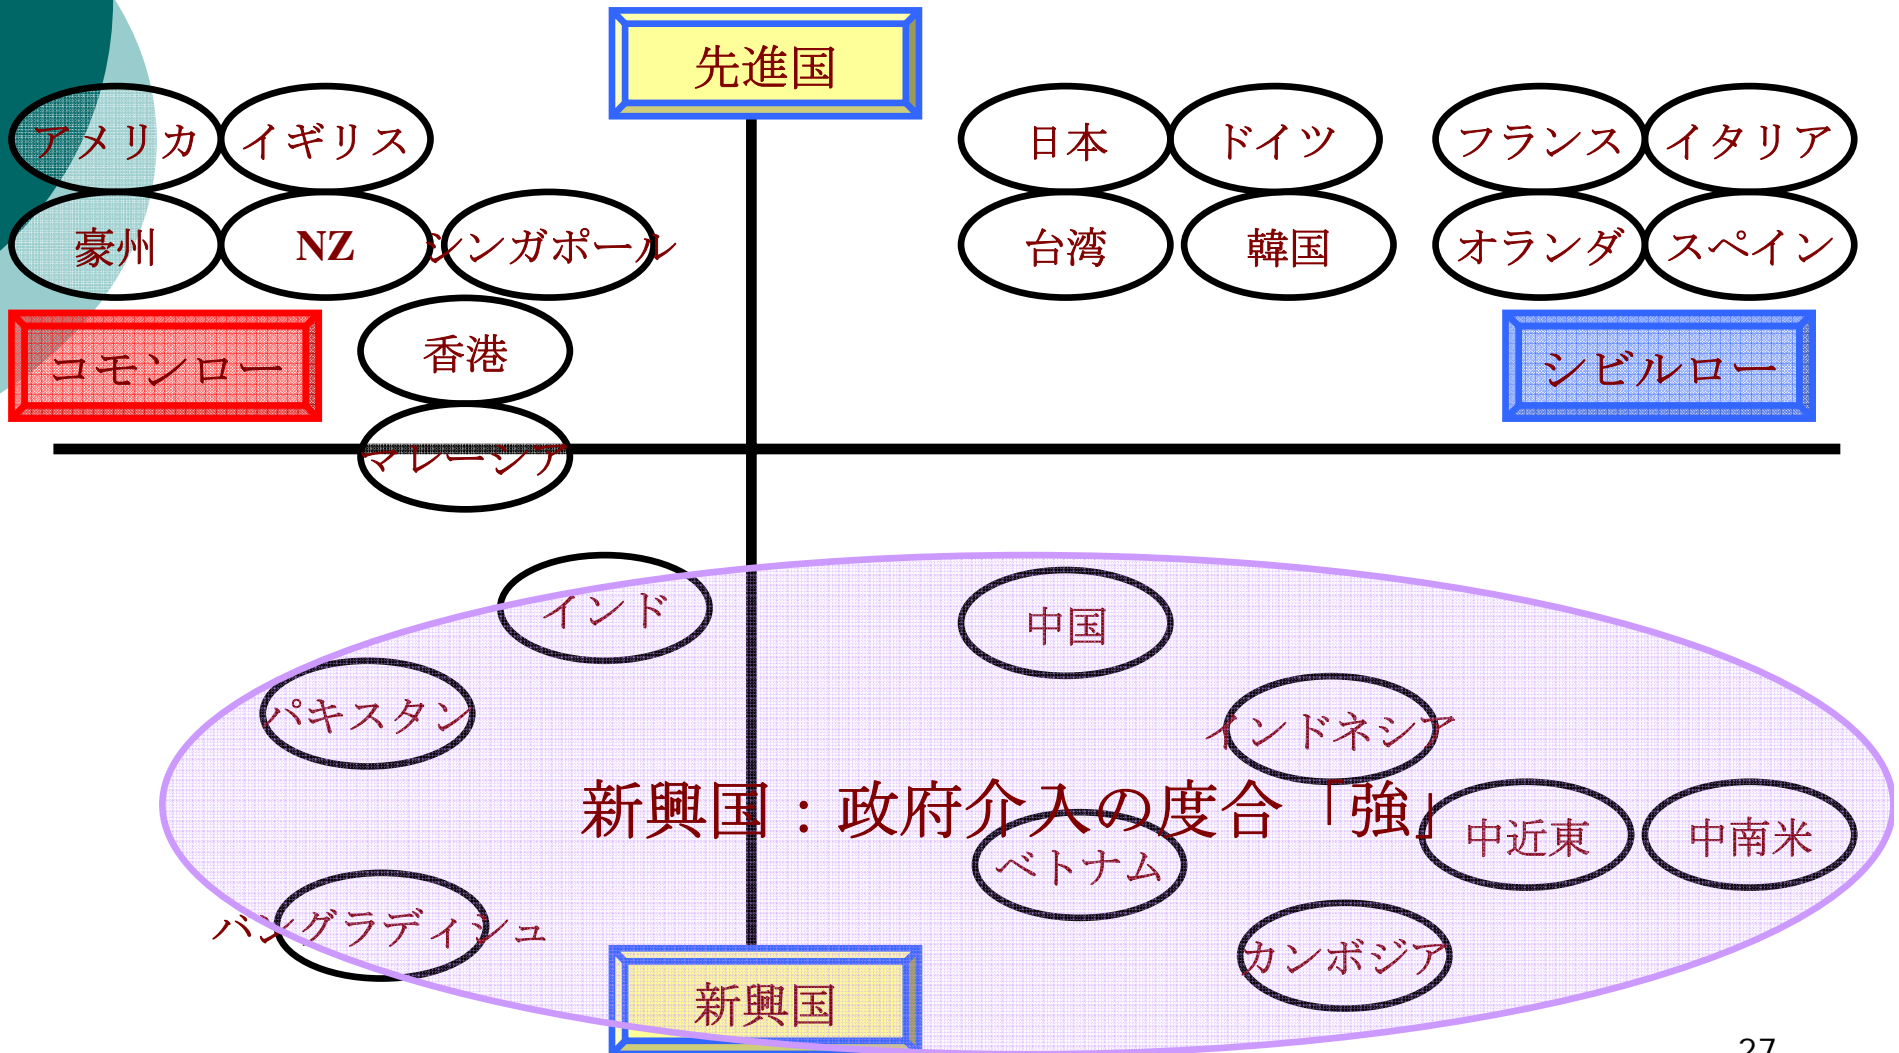 先進国
アメリカ
イギリス
日本
ドイツ
フランス
イタリア
豪州
NZ
シンガポール
台湾
韓国
オランダ
スペイン
コモンロー
香港
シビルロー
マレーシア
インド
中国
パキスタン
インドネシア
新興国：政府介入の度合「強」
中近東
中南米
ベトナム
バングラディシュ
カンボジア
新興国
27